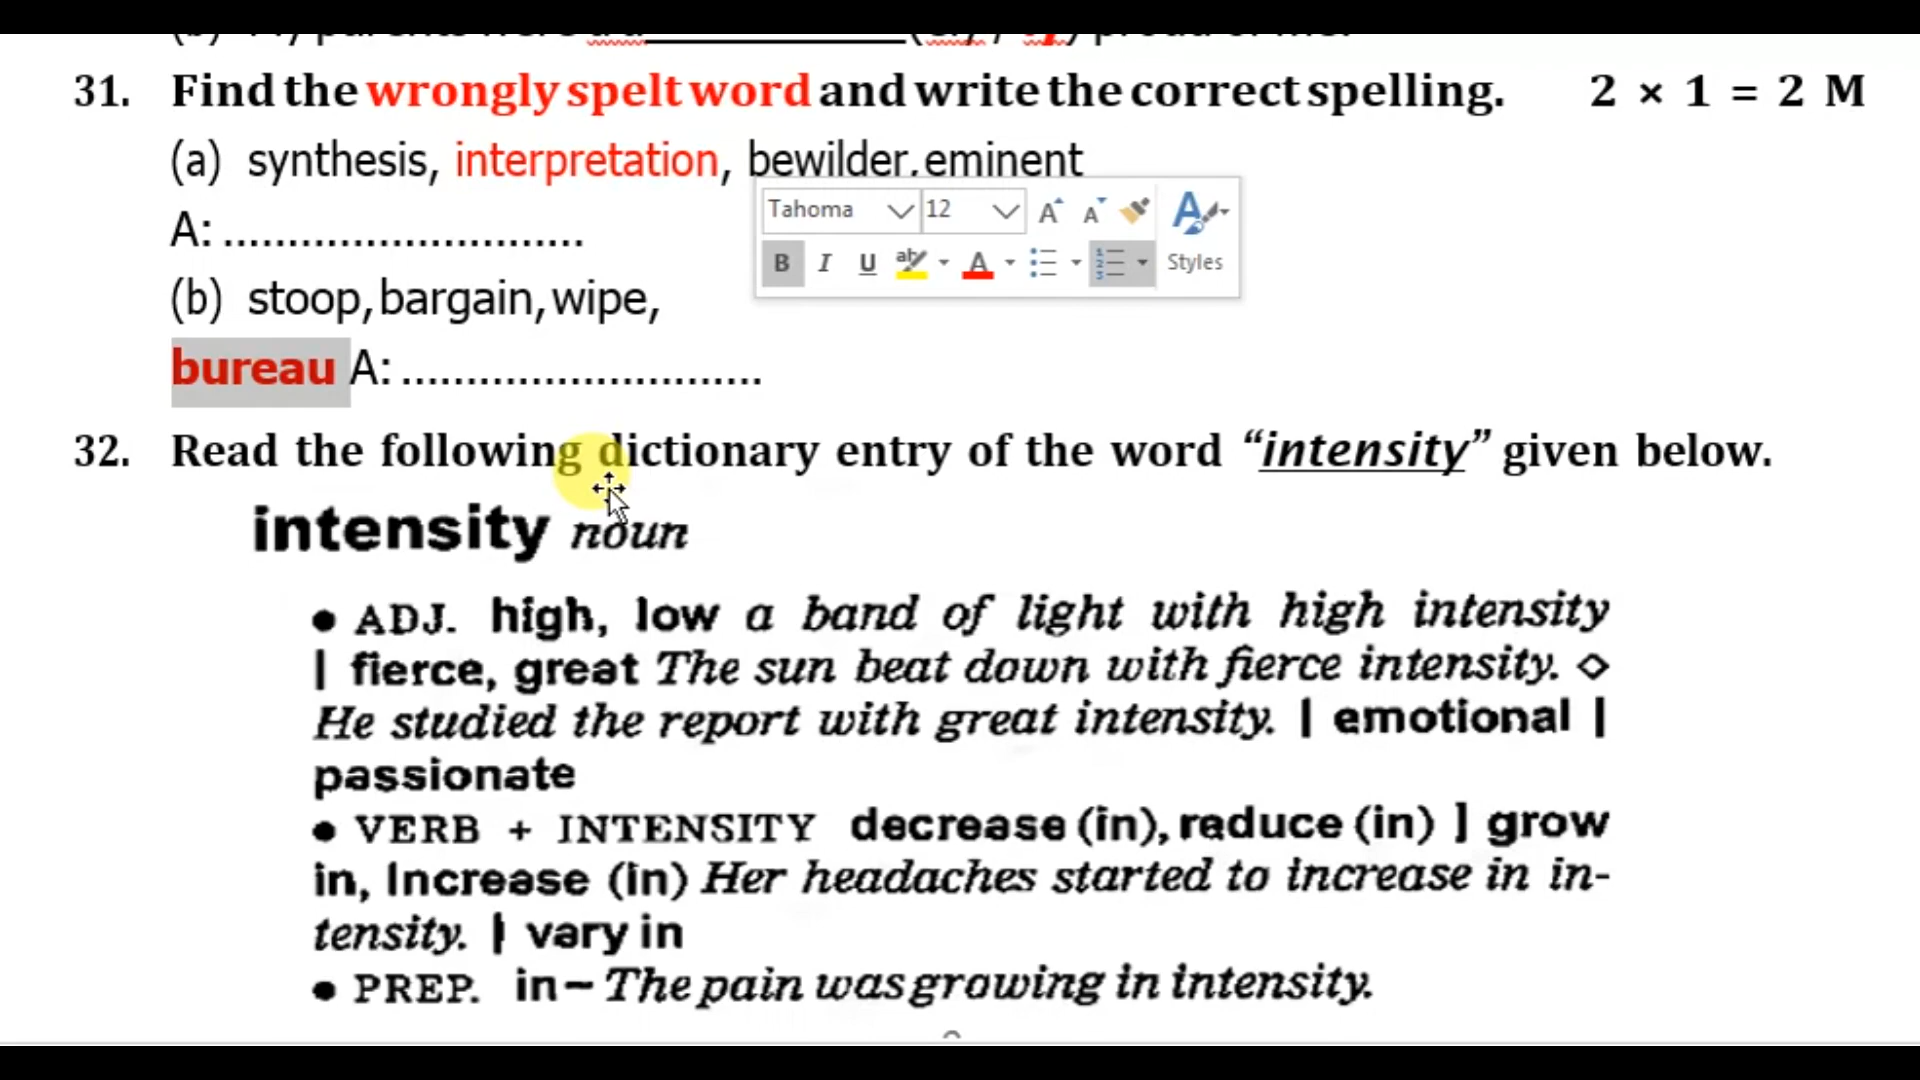 31. Find the wrongly spelt word and write the correct spelling. 2 × 1 = 2 M
(a) synthesis, interpretation, bewilder, eminent
Tahoma 12
A: ............................
B I U Styles
(b) stoop, bargain, wipe,
bureau A: ............................
32. Read the following dictionary entry of the word “intensity” given below.
intensity noun
● ADJ. high, low a band of light with high intensity
| fierce, great The sun beat down with fierce intensity. ◇
He studied the report with great intensity. | emotional |
passionate
● VERB + INTENSITY decrease (in), reduce (in) | grow
in, Increase (in) Her headaches started to increase in in-
tensity. | vary in
● PREP. in– The pain was growing in intensity.